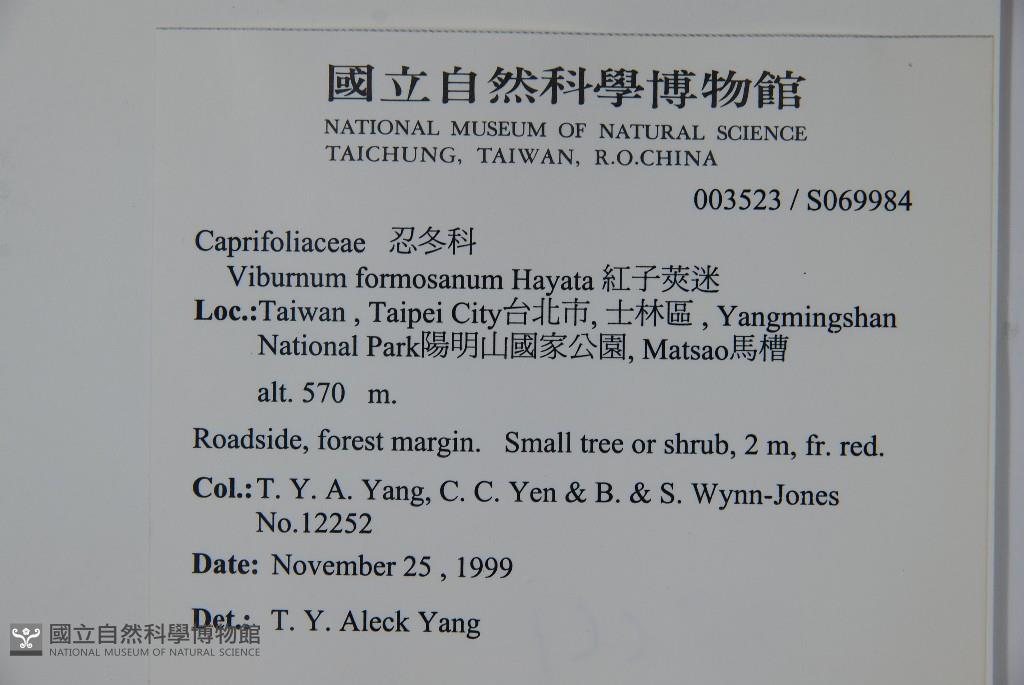 國立自然科學博物館
NATIONAL MUSEUM OF NATURAL SCIENCE
TAICHUNG, TAIWAN, R.O.CHINA
003523 / S069984
Caprifoliaceae 忍冬科
Viburnum formosanum Hayata 紅子莢迷
Loc.:Taiwan , Taipei City台北市, 士林區 , Yangmingshan
National Park陽明山國家公園, Matsao馬槽
alt. 570 m.
Roadside, forest margin. Small tree or shrub, 2 m, fr. red.
Col.: T. Y. A. Yang, C. C. Yen & B. & S. Wynn-Jones
No.12252
Date: November 25 , 1999
Det.: T. Y. Aleck Yang
國立自然科學博物館
NATIONAL MUSEUM OF NATURAL SCIENCE